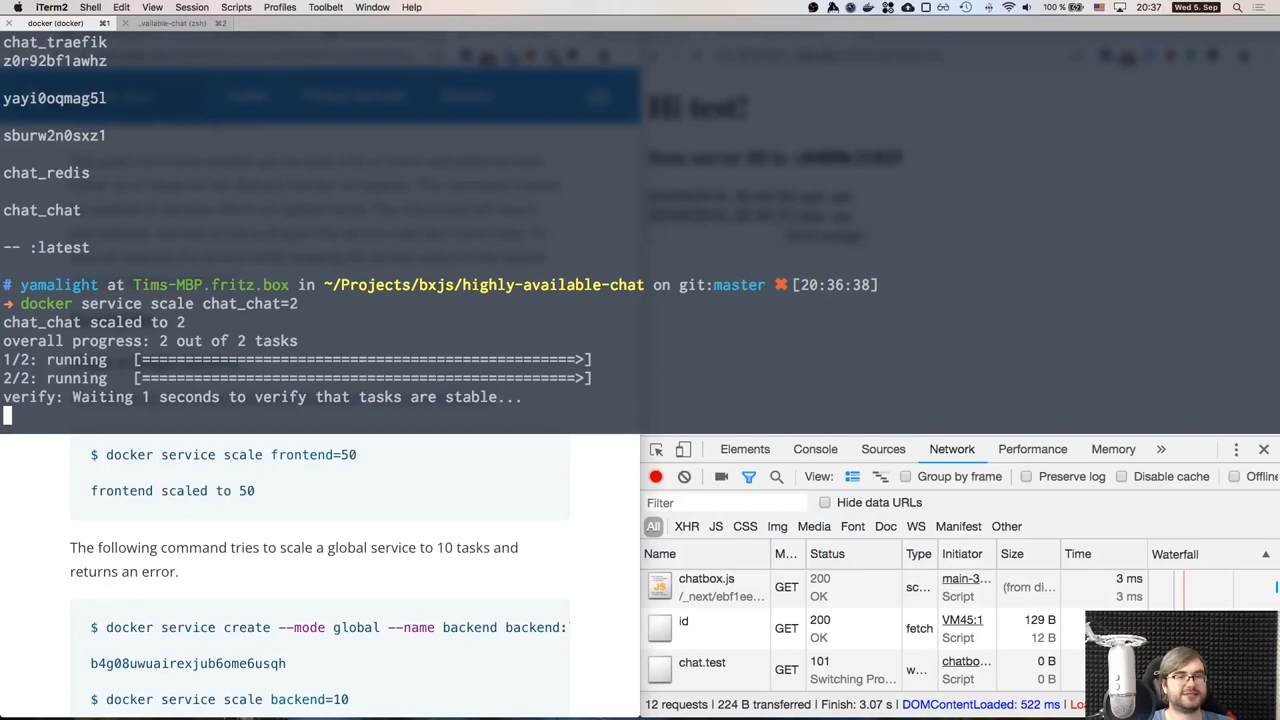 iTerm2 Shell Edit View Session Scripts Profiles Toolbelt Window Help 100 % 20:37 Wed 5. Sep
docker (docker) ⌘1 ..vailable-chat (zsh) ⌘2
chat_traefik
z0r92bf1awhz
yayi0oqmag5l
sburw2n0sxz1
chat_redis
chat_chat
-- :latest
# yamalight at Tims-MBP.fritz.box in ~/Projects/bxjs/highly-available-chat on git:master ✖ [20:36:38]
→ docker service scale chat_chat=2
chat_chat scaled to 2
overall progress: 2 out of 2 tasks
1/2: running [==================================================>]
2/2: running [==================================================>]
verify: Waiting 1 seconds to verify that tasks are stable...
Hi test!
$ docker service scale frontend=50
frontend scaled to 50
The following command tries to scale a global service to 10 tasks and
returns an error.
$ docker service create --mode global --name backend backend:
b4g08uwuairexjub6ome6usqh
$ docker service scale backend=10
Elements Console Sources Network Performance Memory »
View: Group by frame Preserve log Disable cache Offline
Filter Hide data URLs
All XHR JS CSS Img Media Font Doc WS Manifest Other
Name M... Status Type Initiator Size Time Waterfall
chatbox.js GET 200 sc... main-3... (from di... 3 ms
/_next/ebf1ee... OK Script 3 ms
id GET 200 fetch VM45:1 129 B
OK Script 12 B
chat.test GET 101 w... chatbo... 0 B
Switching Pro... Script 0 B
12 requests | 224 B transferred | Finish: 3.07 s | DOMContentLoaded: 522 ms | Lo